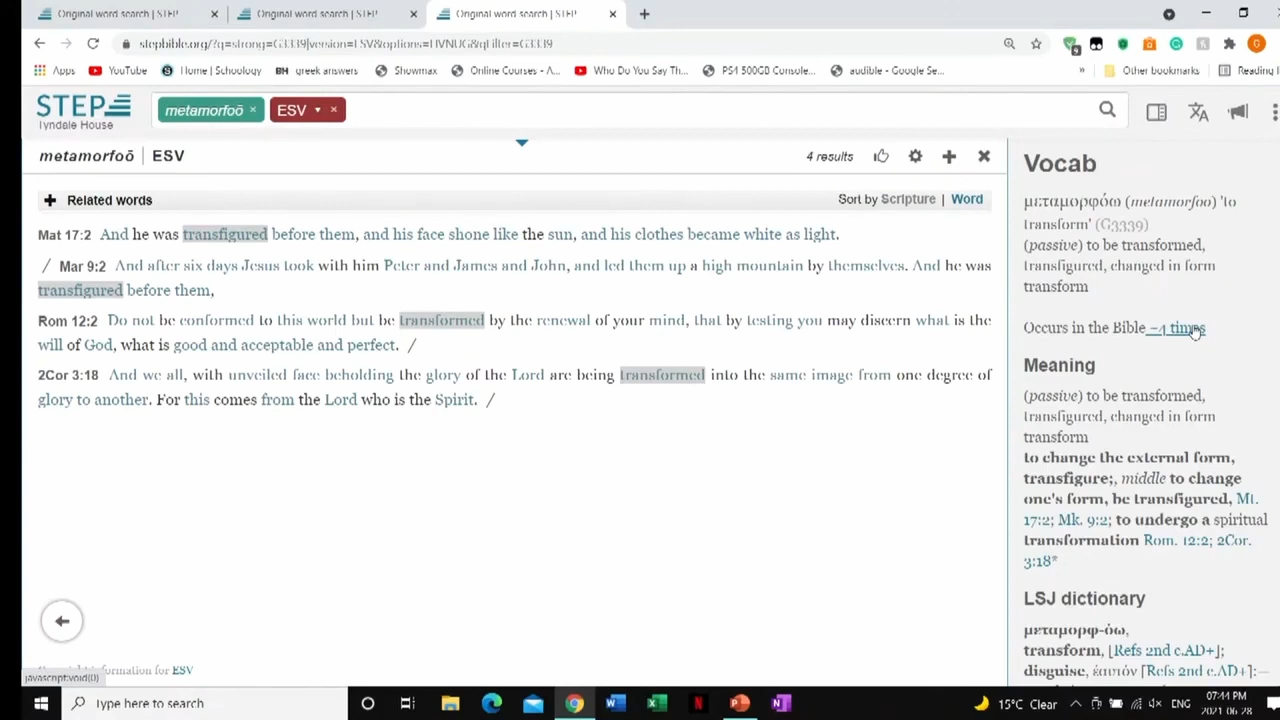 Original word search | STEP × Original word search | STEP × Original word search | STEP × +
stepbible.org/?q=strong=G3339|version=ESV&options=HVNUG&qFilter=G3339
Apps YouTube Home | Schoology greek answers Showmax Online Courses - A... Who Do You Say Th... PS4 500GB Console... audible - Google Se... » Other bookmarks Reading
STEP
Tyndale House
metamorfoō × ESV ▾ ×
metamorfoō | ESV 4 results
+ Related words Sort by Scripture | Word
Mat 17:2 And he was transfigured before them, and his face shone like the sun, and his clothes became white as light.
/ Mar 9:2 And after six days Jesus took with him Peter and James and John, and led them up a high mountain by themselves. And he was
transfigured before them,
Rom 12:2 Do not be conformed to this world but be transformed by the renewal of your mind, that by testing you may discern what is the
will of God, what is good and acceptable and perfect. /
2Cor 3:18 And we all, with unveiled face beholding the glory of the Lord are being transformed into the same image from one degree of
glory to another. For this comes from the Lord who is the Spirit. /
Vocab
μεταμορφόω (metamorfoo) 'to
transform' (G3339)
(passive) to be transformed,
transfigured, changed in form
transform
Occurs in the Bible ~4 times
Meaning
(passive) to be transformed,
transfigured, changed in form
transform
to change the external form,
transfigure;, middle to change
one's form, be transfigured, Mt.
17:2; Mk. 9:2; to undergo a spiritual
transformation Rom. 12:2; 2Cor.
3:18*
LSJ dictionary
μεταμορφ-όω,
transform, [Refs 2nd c.AD+];
disguise, ἑαυτόν [Refs 2nd c.AD+]:—
information for ESV
javascript:void(0)
Type here to search
15°C Clear ENG 07:44 PM
2021-06-28